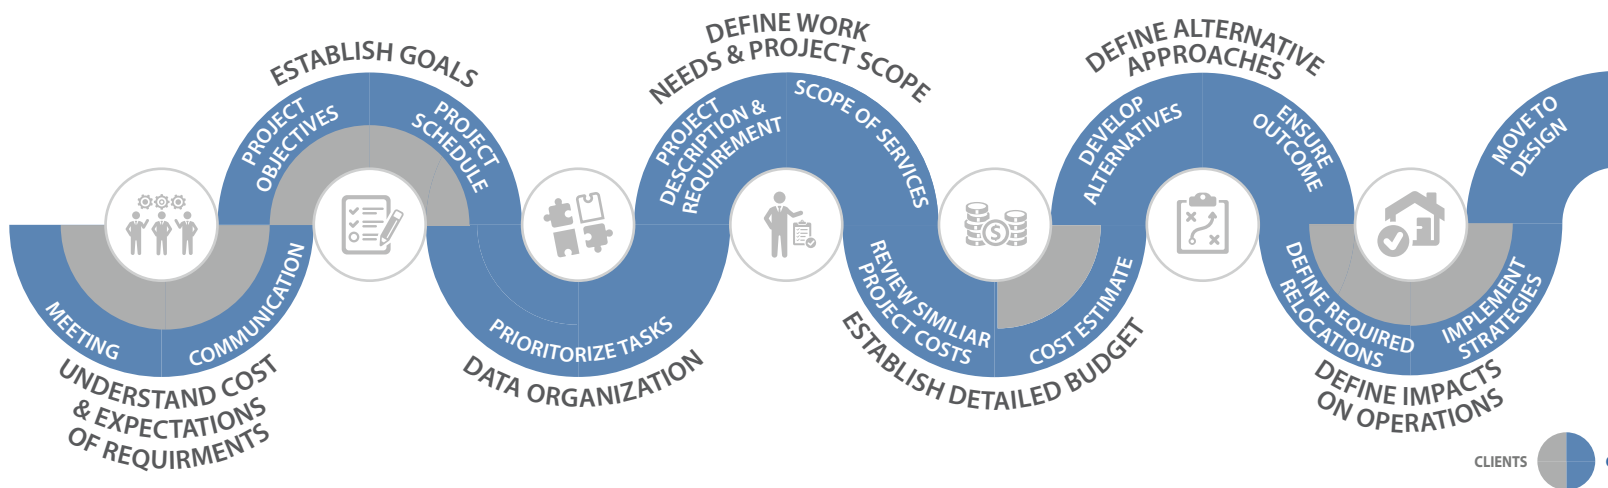 MEETING
COMMUNICATION
UNDERSTAND COST
& EXPECTATIONS
OF REQUIRMENTS
ESTABLISH GOALS
PROJECT
OBJECTIVES
PROJECT
SCHEDULE
PRIORITORIZE TASKS
DATA ORGANIZATION
DEFINE WORK
NEEDS & PROJECT SCOPE
PROJECT
DESCRIPTION &
REQUIREMENT
SCOPE OF SERVICES
REVIEW SIMILIAR
PROJECT COSTS
COST ESTIMATE
ESTABLISH DETAILED BUDGET
DEFINE ALTERNATIVE
APPROACHES
DEVELOP
ALTERNATIVES
ENSURE
OUTCOME
DEFINE REQUIRED
RELOCATIONS
IMPLEMENT
STRATEGIES
DEFINE IMPACTS
ON OPERATIONS
MOVE TO
DESIGN
CLIENTS